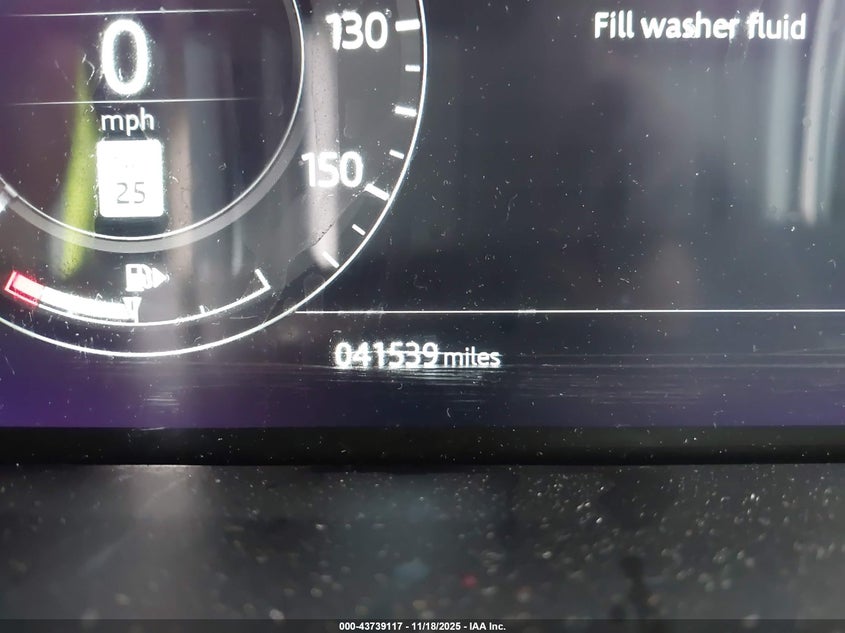 130
Fill washer fluid
0
mph
150
25
041539 miles
000-43739117 - 11/18/2025 - IAA Inc.